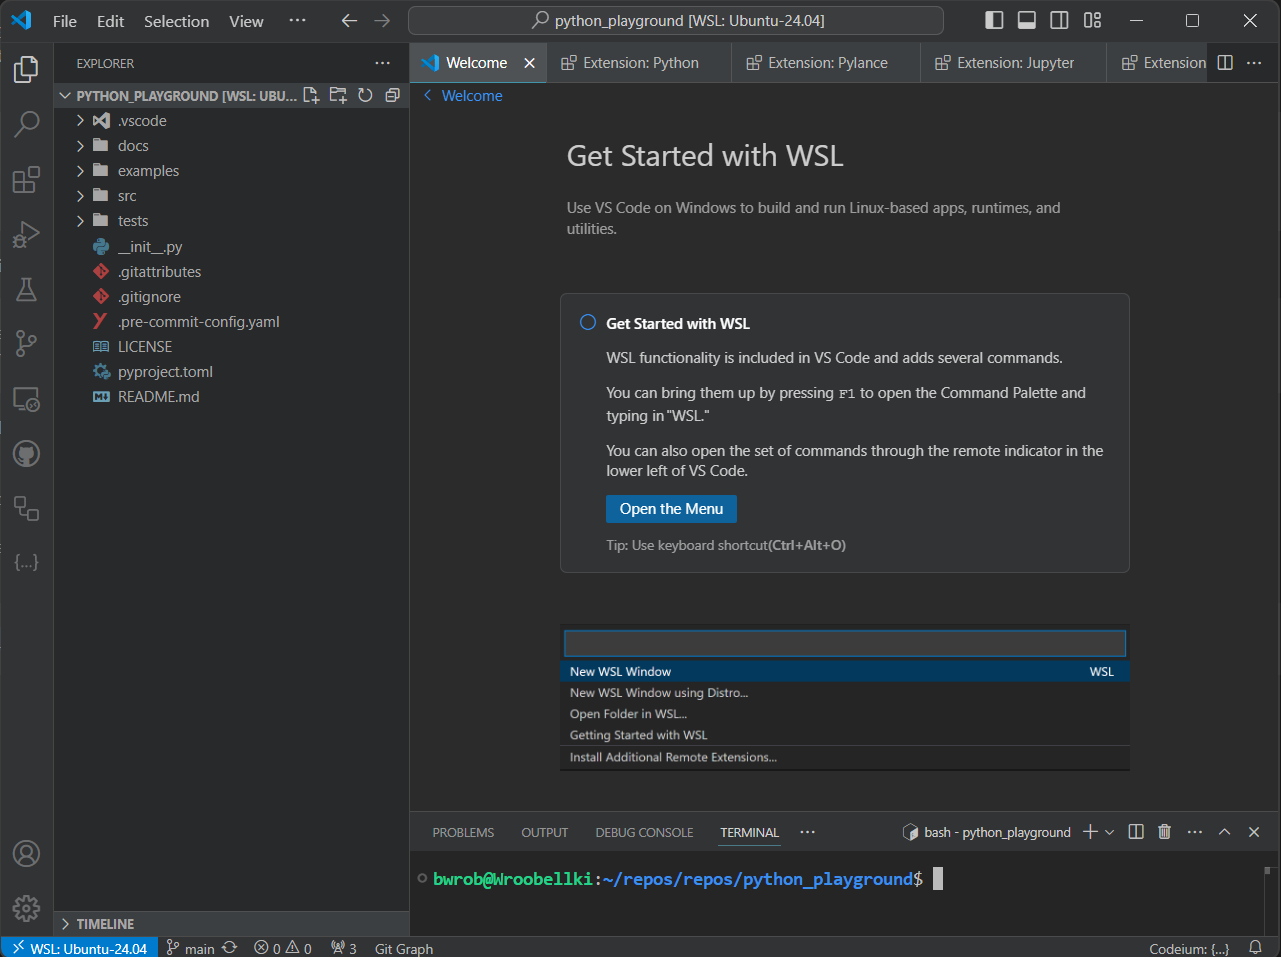 File Edit Selection View ··· python_playground [WSL: Ubuntu-24.04]
EXPLORER ···
PYTHON_PLAYGROUND [WSL: UBU...
.vscode
docs
examples
src
tests
__init__.py
.gitattributes
.gitignore
.pre-commit-config.yaml
LICENSE
pyproject.toml
README.md
TIMELINE
Welcome Extension: Python Extension: Pylance Extension: Jupyter Extension ···
Welcome
Get Started with WSL
Use VS Code on Windows to build and run Linux-based apps, runtimes, and
utilities.
Get Started with WSL
WSL functionality is included in VS Code and adds several commands.
You can bring them up by pressing F1 to open the Command Palette and
typing in "WSL."
You can also open the set of commands through the remote indicator in the
lower left of VS Code.
Open the Menu
Tip: Use keyboard shortcut(Ctrl+Alt+O)
New WSL Window WSL
New WSL Window using Distro...
Open Folder in WSL...
Getting Started with WSL
Install Additional Remote Extensions...
PROBLEMS OUTPUT DEBUG CONSOLE TERMINAL ··· bash - python_playground ···
bwrob@Wroobellki:~/repos/repos/python_playground$
WSL: Ubuntu-24.04 main 0 0 3 Git Graph Codeium: {...}